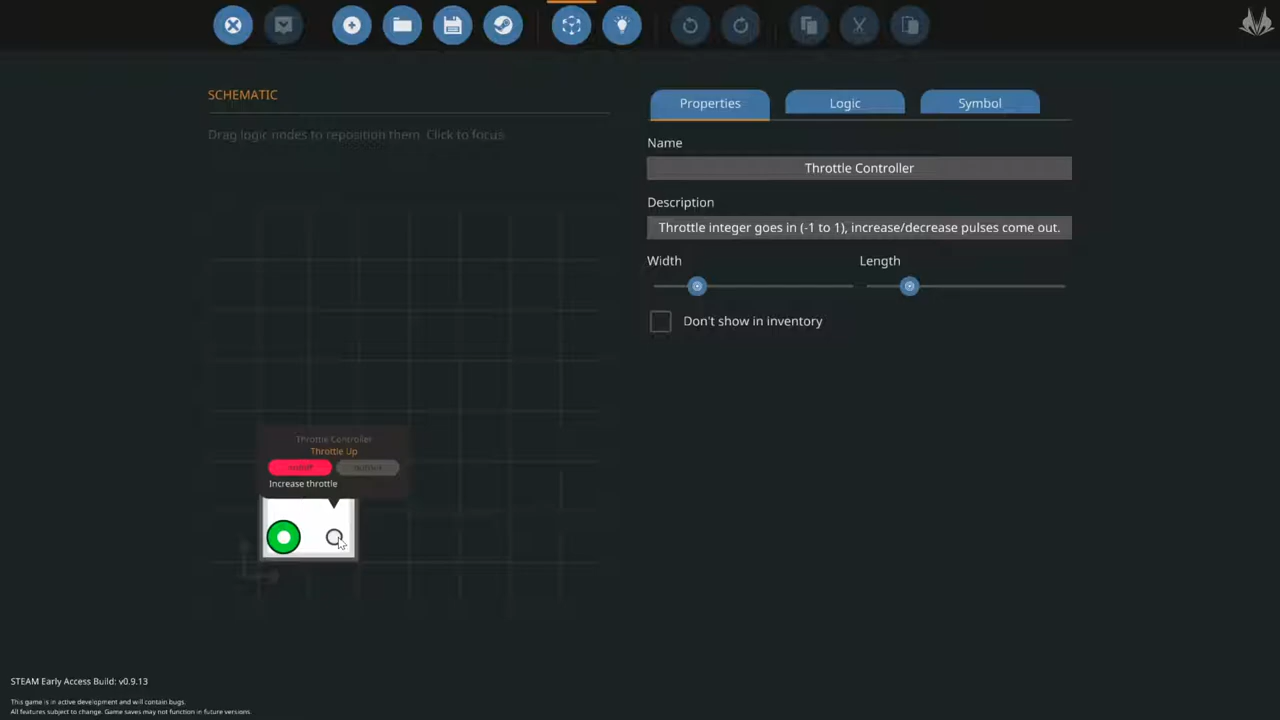 SCHEMATIC
Drag logic nodes to reposition them. Click to focus
Throttle Controller
Throttle Up
on/off
output
Increase throttle
Properties
Logic
Symbol
Name
Throttle Controller
Description
Throttle integer goes in (-1 to 1), increase/decrease pulses come out.
Width
Length
Don't show in inventory
STEAM Early Access Build: v0.9.13
This game is in active development and will contain bugs.
All features subject to change. Game saves may not function in future versions.